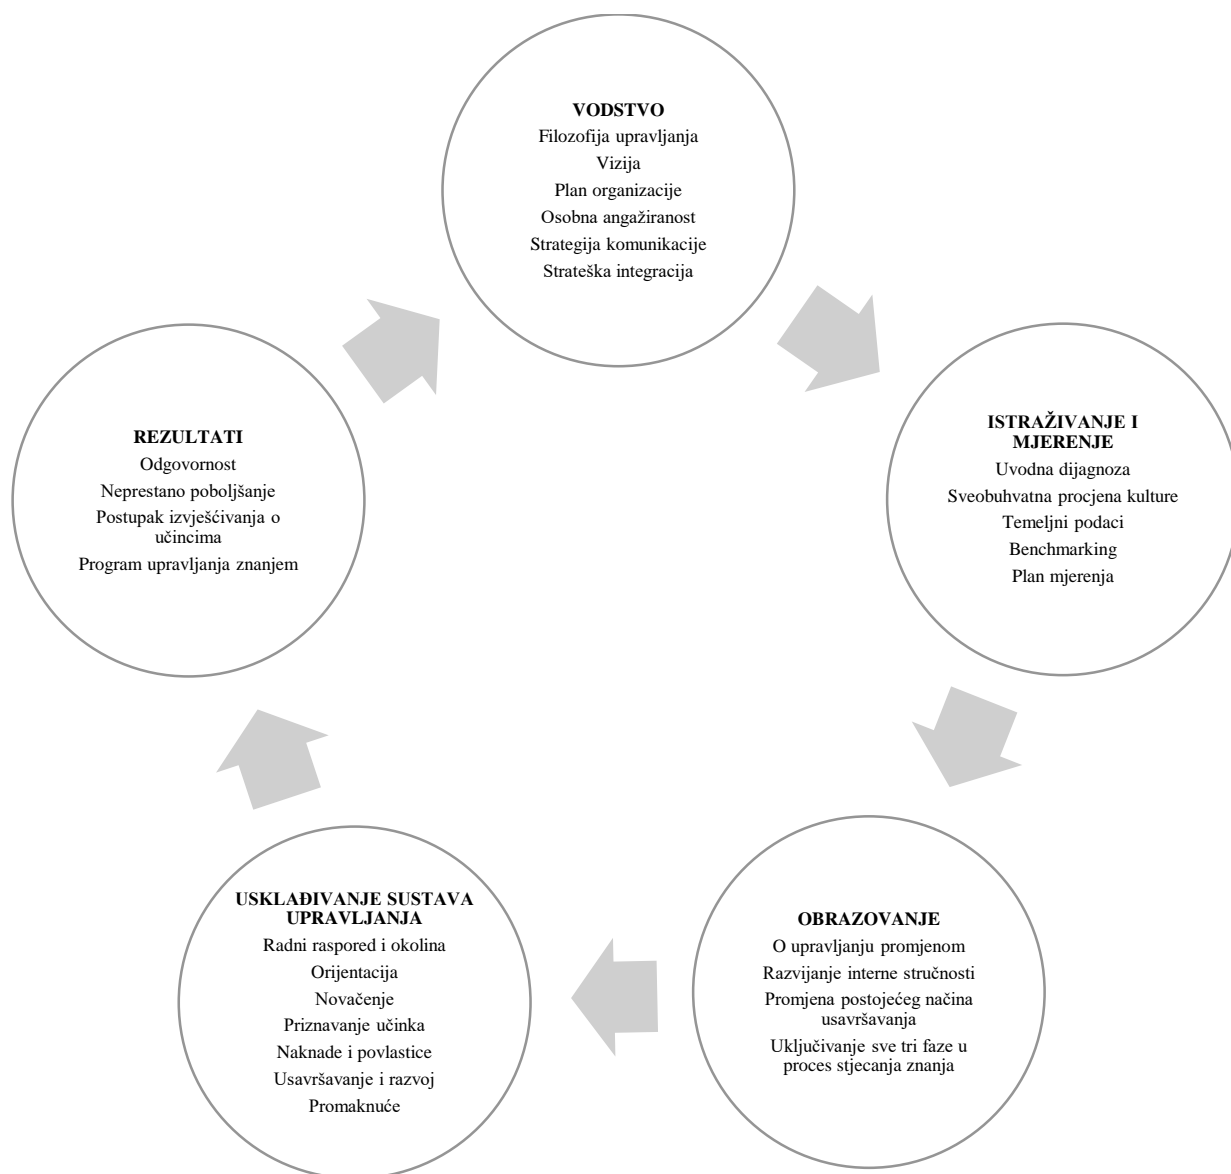 VODSTVO
Filozofija upravljanja
Vizija
Plan organizacije
Osobna angažiranost
Strategija komunikacije
Strateška integracija
ISTRAŽIVANJE I
MJERENJE
Uvodna dijagnoza
Sveobuhvatna procjena kulture
Temeljni podaci
Benchmarking
Plan mjerenja
OBRAZOVANJE
O upravljanju promjenom
Razvijanje interne stručnosti
Promjena postojećeg načina
usavršavanja
Uključivanje sve tri faze u
proces stjecanja znanja
USKLAĐIVANJE SUSTAVA
UPRAVLJANJA
Radni raspored i okolina
Orijentacija
Novačenje
Priznavanje učinka
Naknade i povlastice
Usavršavanje i razvoj
Promaknuće
REZULTATI
Odgovornost
Neprestano poboljšanje
Postupak izvješćivanja o
učincima
Program upravljanja znanjem